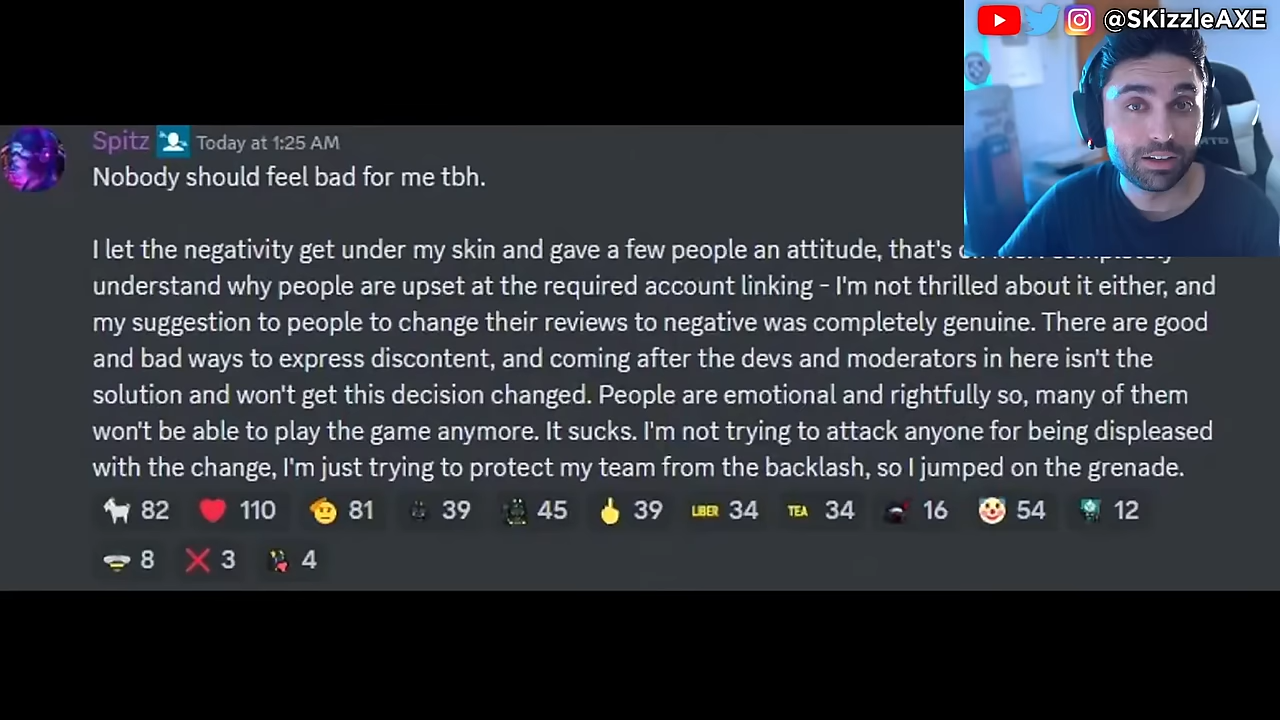 @SKizzleAXE
Spitz Today at 1:25 AM
Nobody should feel bad for me tbh.
I let the negativity get under my skin and gave a few people an attitude, that's
understand why people are upset at the required account linking - I'm not thrilled about it either, and
my suggestion to people to change their reviews to negative was completely genuine. There are good
and bad ways to express discontent, and coming after the devs and moderators in here isn't the
solution and won't get this decision changed. People are emotional and rightfully so, many of them
won't be able to play the game anymore. It sucks. I'm not trying to attack anyone for being displeased
with the change, I'm just trying to protect my team from the backlash, so I jumped on the grenade.
82 110 81 39 45 39 LIBER 34 TEA 34 16 54 12
8 3 4